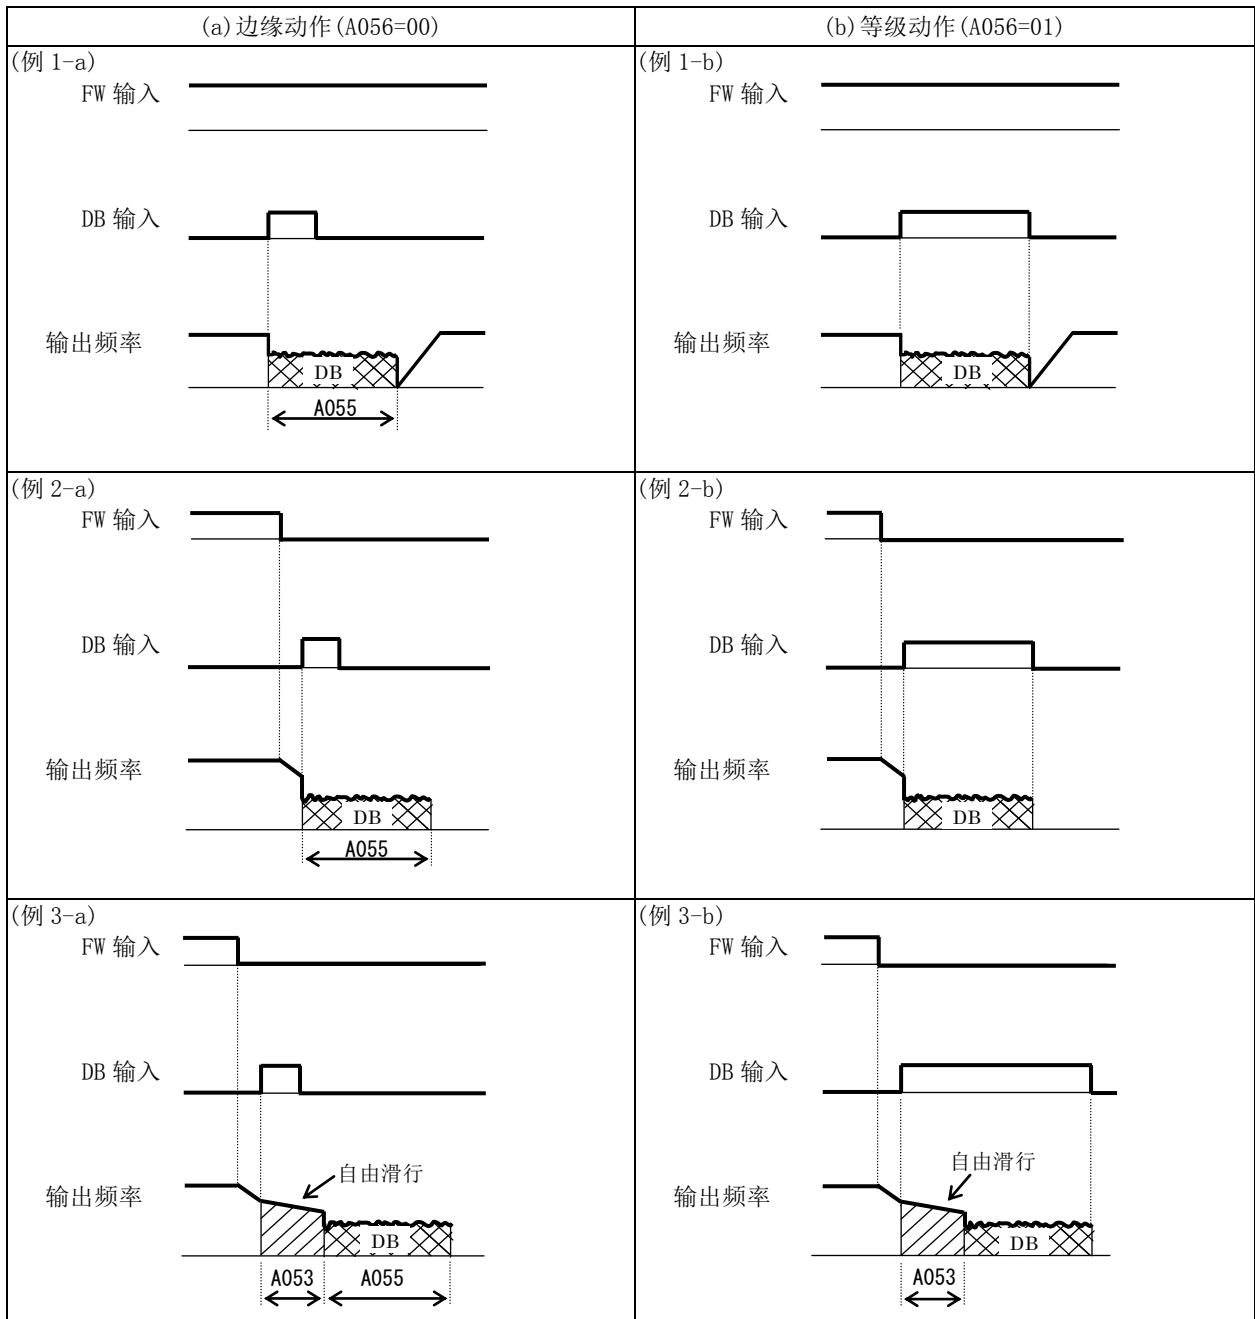 (a)边缘动作(A056=00)
(b)等级动作(A056=01)
(例 1-a)
FW 输入
DB 输入
输出频率
DB
A055
(例 1-b)
FW 输入
DB 输入
输出频率
DB
(例 2-a)
FW 输入
DB 输入
输出频率
DB
A055
(例 2-b)
FW 输入
DB 输入
输出频率
DB
(例 3-a)
FW 输入
DB 输入
自由滑行
输出频率
DB
A053
A055
(例 3-b)
FW 输入
DB 输入
自由滑行
输出频率
DB
A053